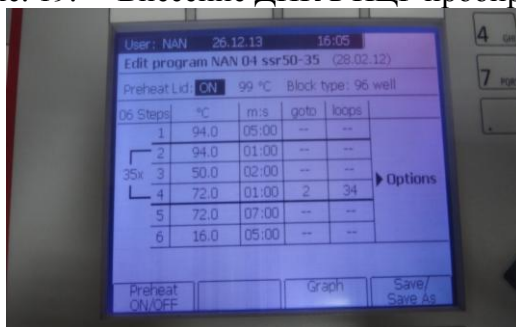 Внесение ДНК в ПЦР
User: NAN 26.12.13 16:05
Edit program NAN 04 ssr50-35 (28.02.12)
Preheat Lid: ON 99 °C Block type: 96 well
06 Steps °C m:s goto loops
1 94.0 05:00 -- --
2 94.0 01:00 -- --
35x 3 50.0 02:00 -- --
4 72.0 01:00 2 34
5 72.0 07:00 -- --
6 16.0 05:00 -- --
Options
Preheat ON/OFF
Graph
Save/ Save As
4
7